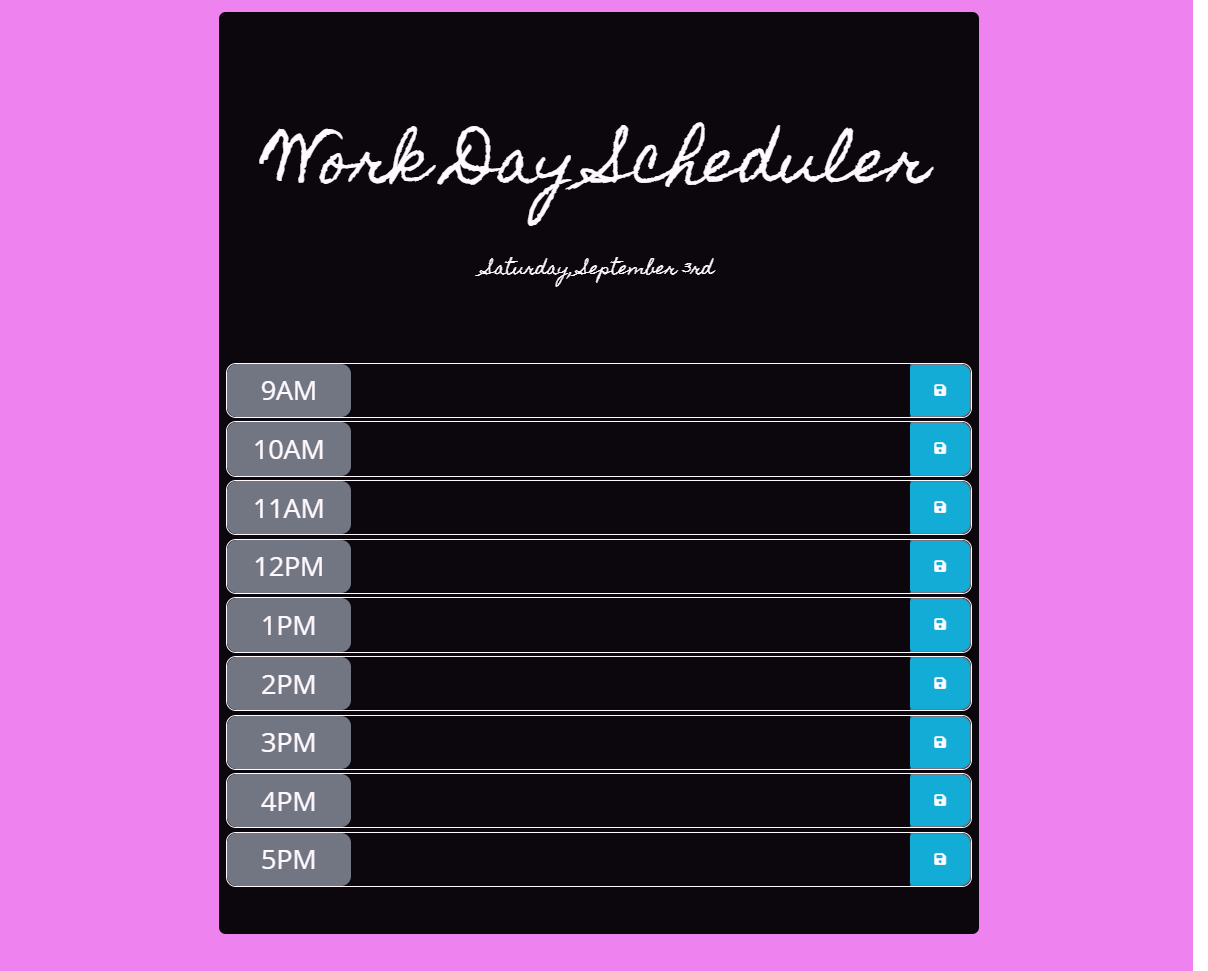 Work Day Scheduler
Saturday, September 3rd
9AM
10AM
11AM
12PM
1PM
2PM
3PM
4PM
5PM